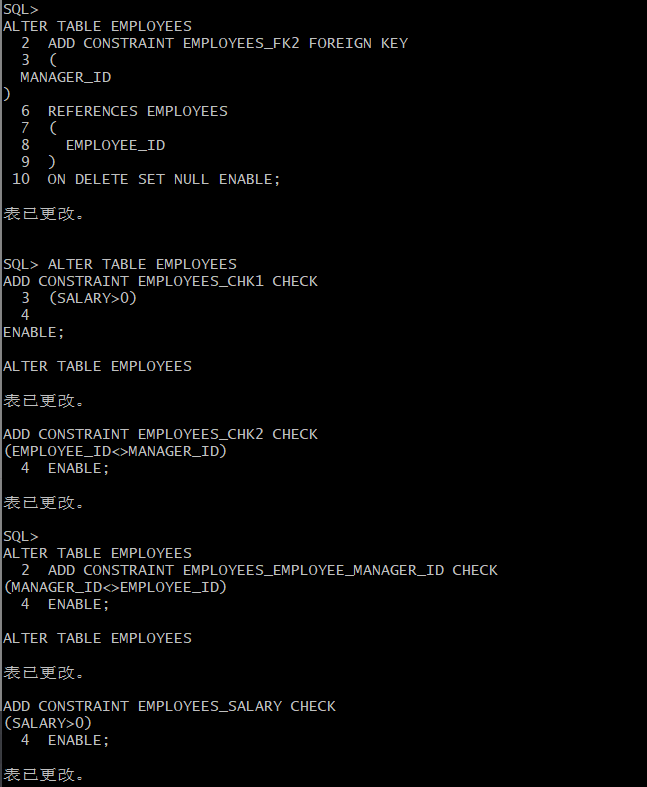 SQL>
ALTER TABLE EMPLOYEES
  2  ADD CONSTRAINT EMPLOYEES_FK2 FOREIGN KEY
  3  (
  MANAGER_ID
)
  6  REFERENCES EMPLOYEES
  7  (
  8    EMPLOYEE_ID
  9  )
 10  ON DELETE SET NULL ENABLE;
表已更改。
SQL> ALTER TABLE EMPLOYEES
ADD CONSTRAINT EMPLOYEES_CHK1 CHECK
  3  (SALARY>0)
  4
ENABLE;
ALTER TABLE EMPLOYEES
表已更改。
ADD CONSTRAINT EMPLOYEES_CHK2 CHECK
(EMPLOYEE_ID<>MANAGER_ID)
  4  ENABLE;
表已更改。
SQL>
ALTER TABLE EMPLOYEES
  2  ADD CONSTRAINT EMPLOYEES_EMPLOYEE_MANAGER_ID CHECK
(MANAGER_ID<>EMPLOYEE_ID)
  4  ENABLE;
ALTER TABLE EMPLOYEES
表已更改。
ADD CONSTRAINT EMPLOYEES_SALARY CHECK
(SALARY>0)
  4  ENABLE;
表已更改。